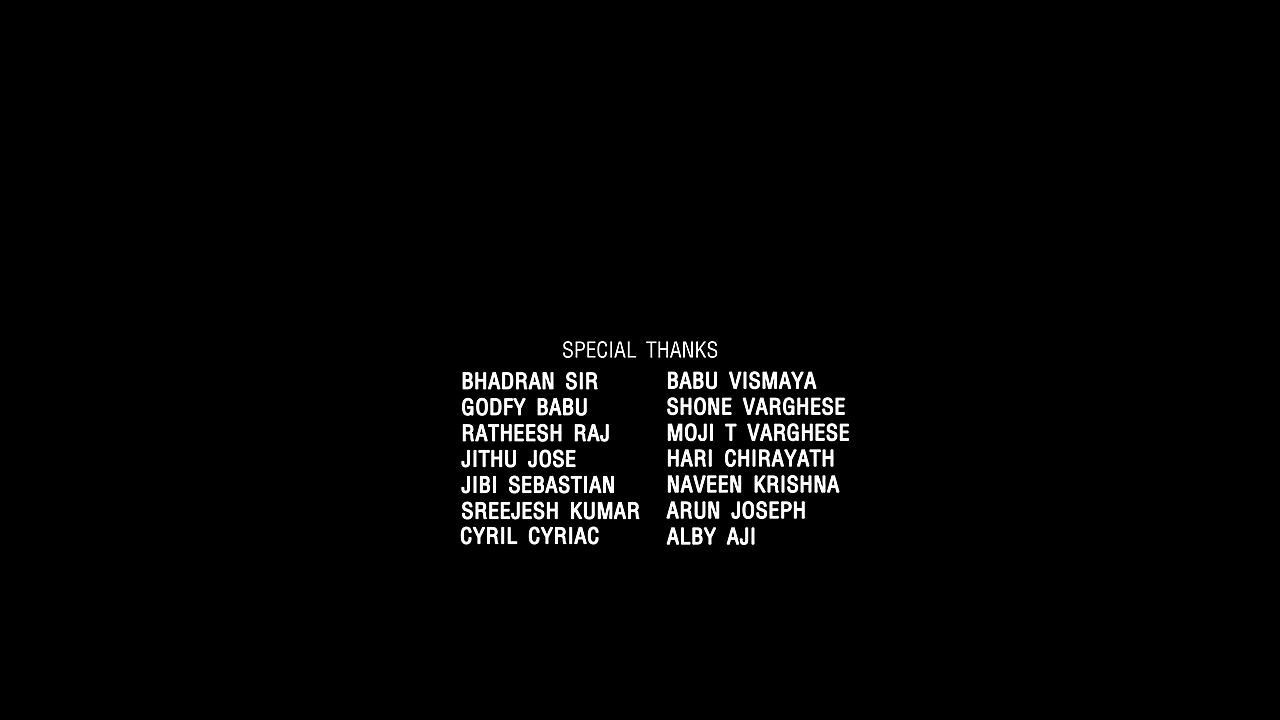 SPECIAL THANKS
BHADRAN SIR BABU VISMAYA
GODFY BABU SHONE VARGHESE
RATHEESH RAJ MOJI T VARGHESE
JITHU JOSE HARI CHIRAYATH
JIBI SEBASTIAN NAVEEN KRISHNA
SREEJESH KUMAR ARUN JOSEPH
CYRIL CYRIAC ALBY AJI